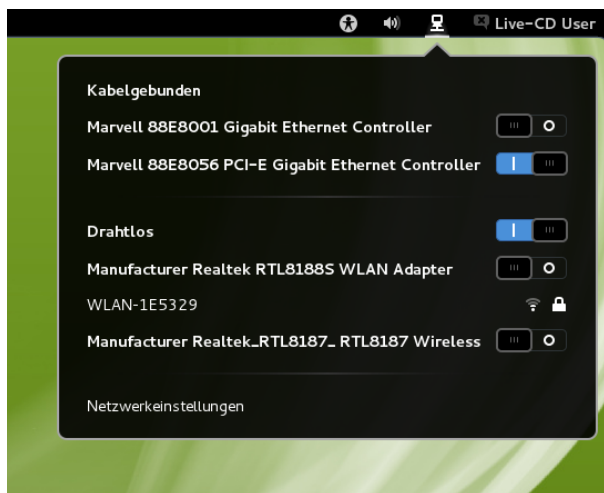 Live-CD User
Kabelgebunden
Marvell 88E8001 Gigabit Ethernet Controller
Marvell 88E8056 PCI-E Gigabit Ethernet Controller
Drahtlos
Manufacturer Realtek RTL8188S WLAN Adapter
WLAN-1E5329
Manufacturer Realtek_RTL8187_ RTL8187 Wireless
Netzwerkeinstellungen